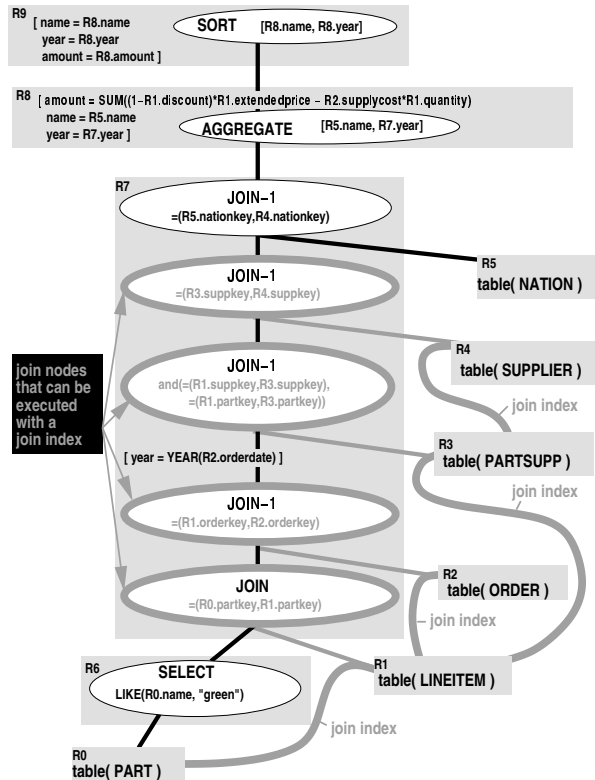 R9
[ name = R8.name
year = R8.year
amount = R8.amount ]
SORT [R8.name, R8.year]
R8
[ amount = SUM((1−R1.discount)*R1.extendedprice − R2.supplycost*R1.quantity)
name = R5.name
year = R7.year ]
AGGREGATE [R5.name, R7.year]
R7
JOIN−1
=(R5.nationkey,R4.nationkey)
R5
table( NATION )
JOIN−1
=(R3.suppkey,R4.suppkey)
R4
table( SUPPLIER )
join index
join nodes
that can be
executed
with a
join index
JOIN−1
and(=(R1.suppkey,R3.suppkey),
=(R1.partkey,R3.partkey))
R3
table( PARTSUPP )
join index
[ year = YEAR(R2.orderdate) ]
JOIN−1
=(R1.orderkey,R2.orderkey)
R2
table( ORDER )
join index
JOIN
=(R0.partkey,R1.partkey)
R1
table( LINEITEM )
R6
SELECT
LIKE(R0.name, "green")
join index
R0
table( PART )